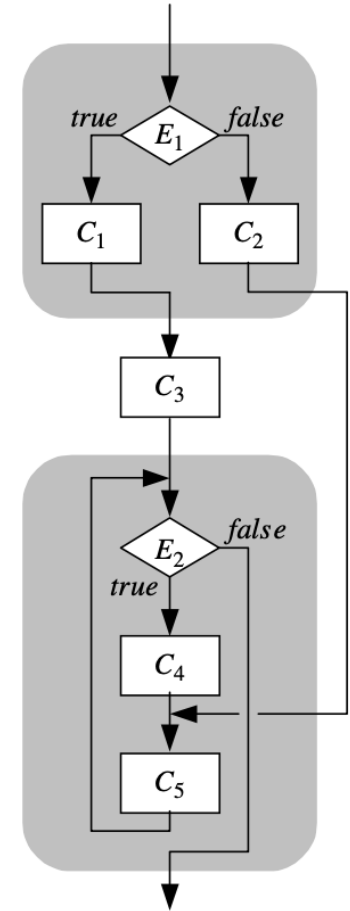 true false
E₁
C₁ C₂
C₃
false
E₂
true
C₄
C₅